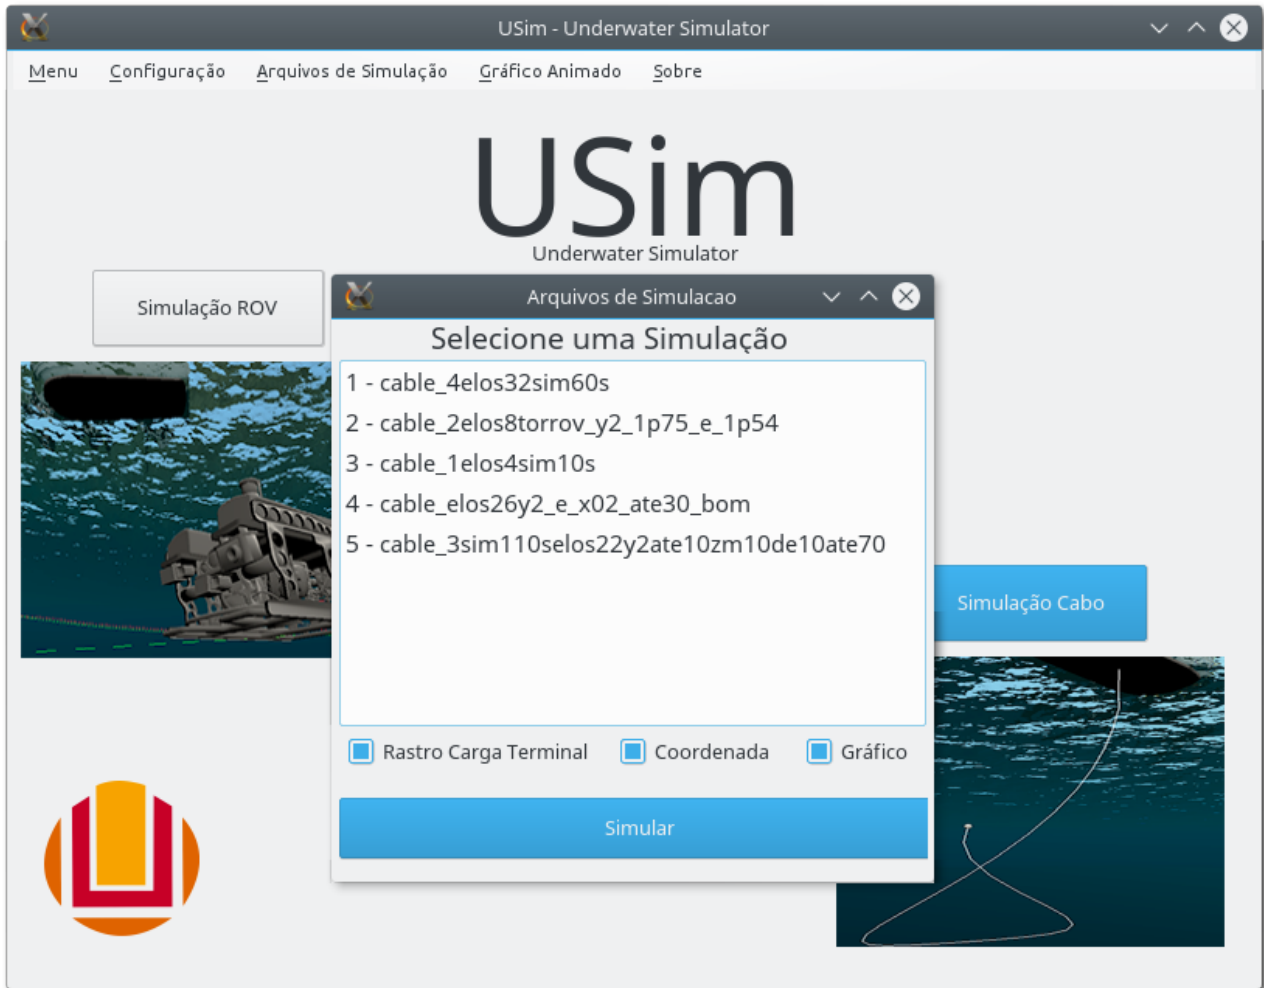 USim - Underwater Simulator
Menu Configuração Arquivos de Simulação Gráfico Animado Sobre
USim
Underwater Simulator
Simulação ROV
Arquivos de Simulacao
Selecione uma Simulação
1 - cable_4elos32sim60s
2 - cable_2elos8torrov_y2_1p75_e_1p54
3 - cable_1elos4sim10s
4 - cable_elos26y2_e_x02_ate30_bom
5 - cable_3sim110selos22y2ate10zm10de10ate70
Simulação Cabo
Rastro Carga Terminal Coordenada Gráfico
Simular